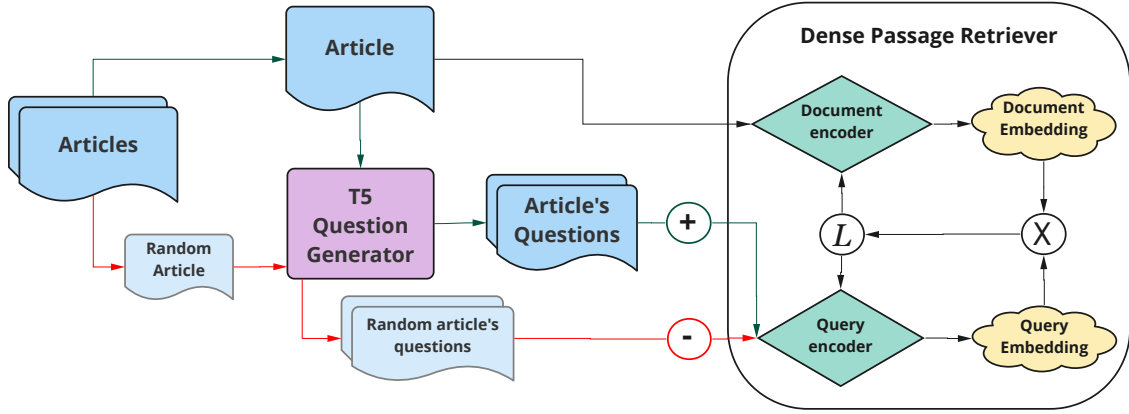 Dense Passage Retriever
Article
Articles
Document
encoder
Document
Embedding
T5
Question
Generator
Article's
Questions
+
L
X
Random
Article
Random article's
questions
-
Query
encoder
Query
Embedding